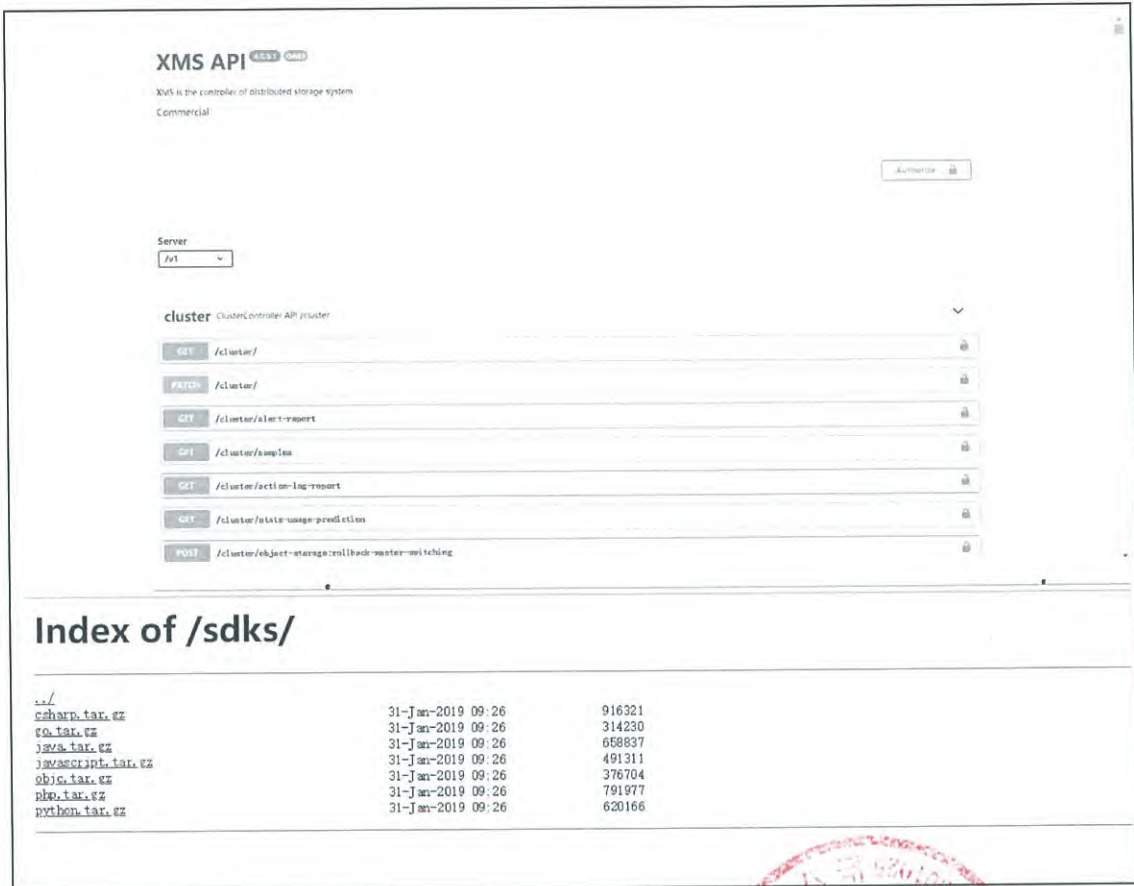 XMS API
XMS is the controller of distributed storage system
Commercial
Authorize
Server
/v1
cluster ClusterController API /cluster
GET /cluster/
PATCH /cluster/
GET /cluster/alert-report
GET /cluster/samples
GET /cluster/action-log-report
GET /cluster/stats-usage-prediction
POST /cluster/object-storage:rollback-master-switching
Index of /sdks/
../
csharp.tar.gz 31-Jan-2019 09:26 916321
go.tar.gz 31-Jan-2019 09:26 314230
java.tar.gz 31-Jan-2019 09:26 658837
javascript.tar.gz 31-Jan-2019 09:26 491311
objc.tar.gz 31-Jan-2019 09:26 376704
php.tar.gz 31-Jan-2019 09:26 791977
python.tar.gz 31-Jan-2019 09:26 620166